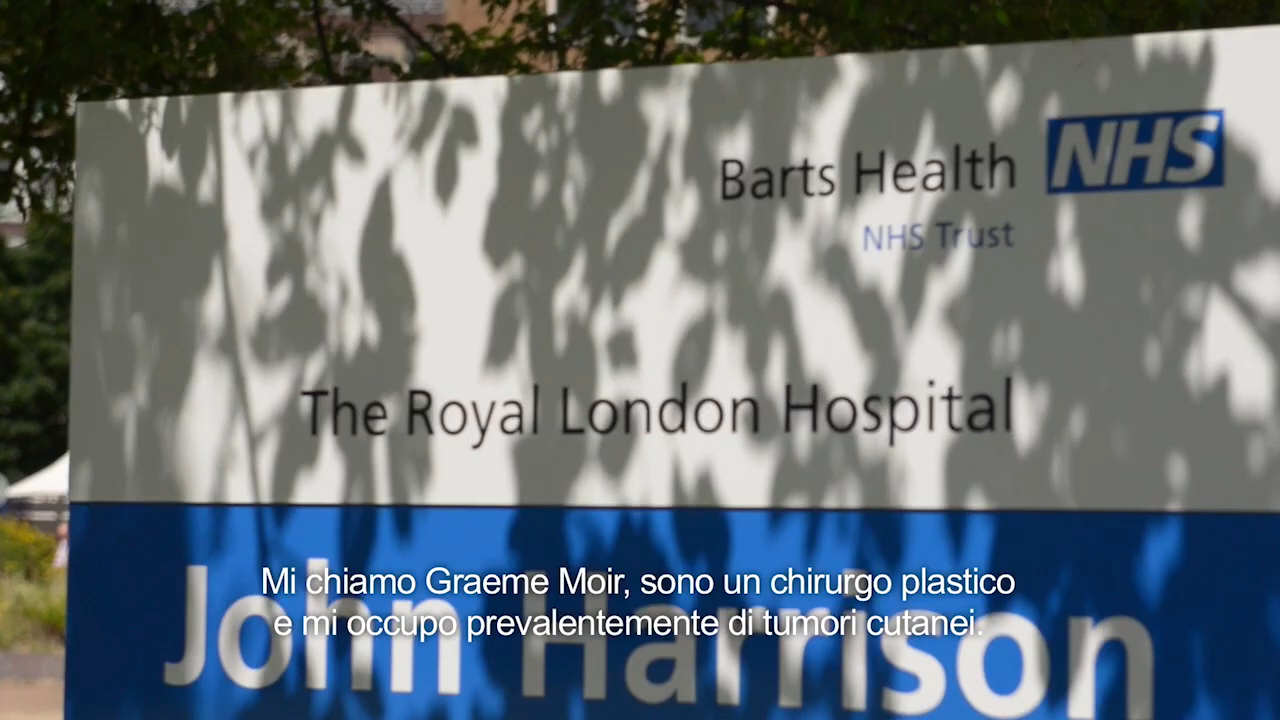 Barts Health NHS
NHS Trust
The Royal London Hospital
John Harrison
Mi chiamo Graeme Moir, sono un chirurgo plastico
e mi occupo prevalentemente di tumori cutanei.